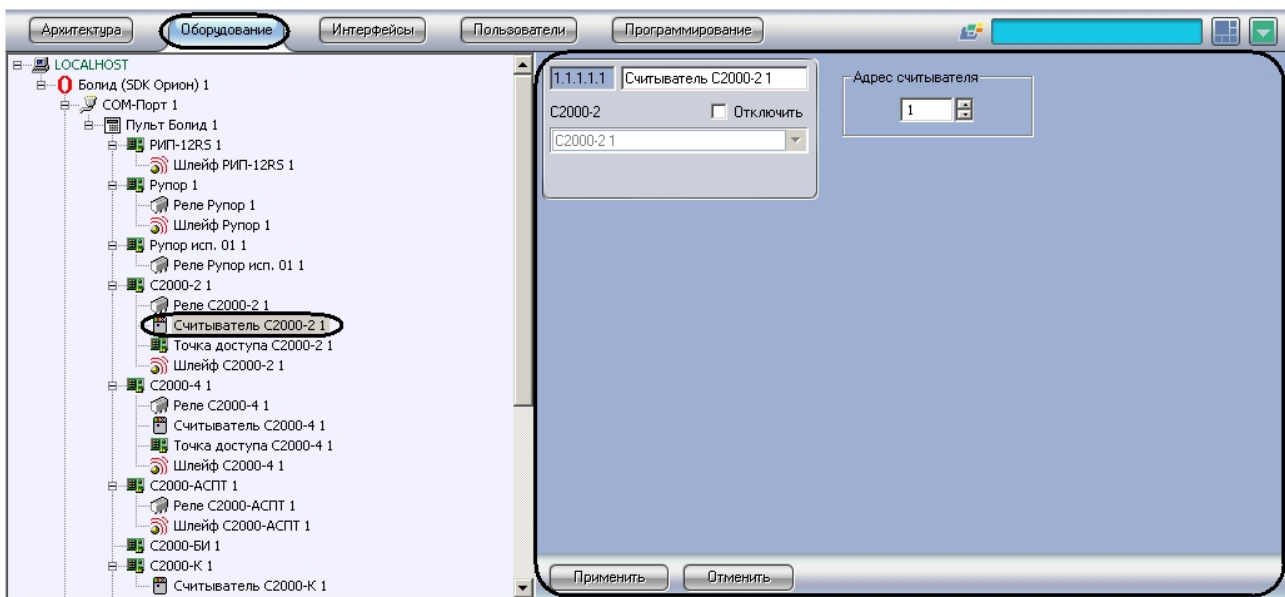 Архитектура Оборудование Интерфейсы Пользователи Программирование
LOCALHOST
Болид (SDK Орион) 1
COM-Порт 1
Пульт Болид 1
РИП-12RS 1
Шлейф РИП-12RS 1
Рупор 1
Реле Рупор 1
Шлейф Рупор 1
Рупор исп. 01 1
Реле Рупор исп. 01 1
С2000-2 1
Реле С2000-2 1
Считыватель С2000-2 1
Точка доступа С2000-2 1
Шлейф С2000-2 1
С2000-4 1
Реле С2000-4 1
Считыватель С2000-4 1
Точка доступа С2000-4 1
Шлейф С2000-4 1
С2000-АСПТ 1
Реле С2000-АСПТ 1
Шлейф С2000-АСПТ 1
С2000-БИ 1
С2000-К 1
Считыватель С2000-К 1
1.1.1.1.1 Считыватель С2000-2 1
С2000-2 Отключить
С2000-2 1
Адрес считывателя
1
Применить Отменить